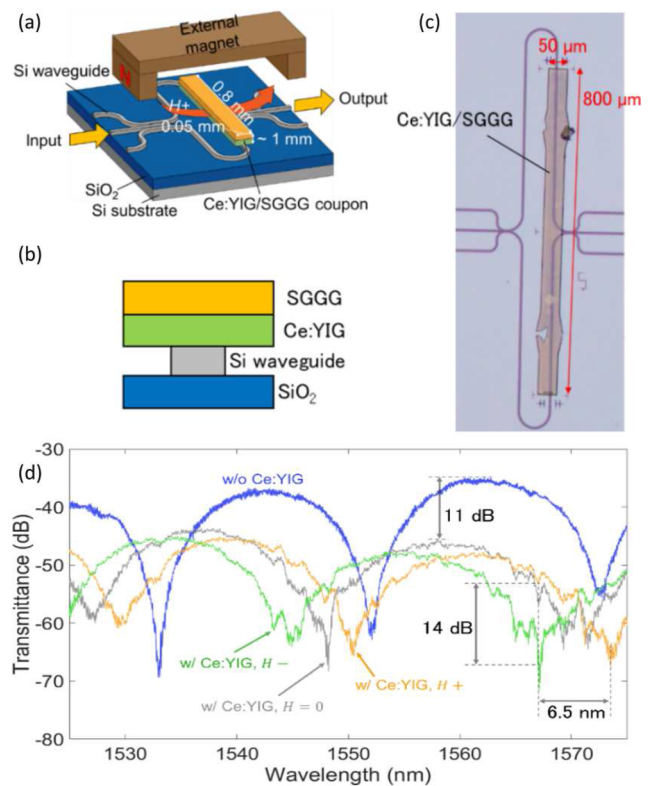 (a)
External
magnet
N
Si waveguide
H+
0.8 mm
Output
0.05 mm
Input
~ 1 mm
SiO2
Si substrate
Ce:YIG/SGGG coupon
(b)
SGGG
Ce:YIG
Si waveguide
SiO2
(c)
50 μm
800 μm
Ce:YIG/SGGG
(d)
-30
-40
-50
-60
-70
-80
Transmittance (dB)
w/o Ce:YIG
11 dB
14 dB
w/ Ce:YIG, H −
w/ Ce:YIG, H +
w/ Ce:YIG, H = 0
6.5 nm
1530
1540
1550
1560
1570
Wavelength (nm)